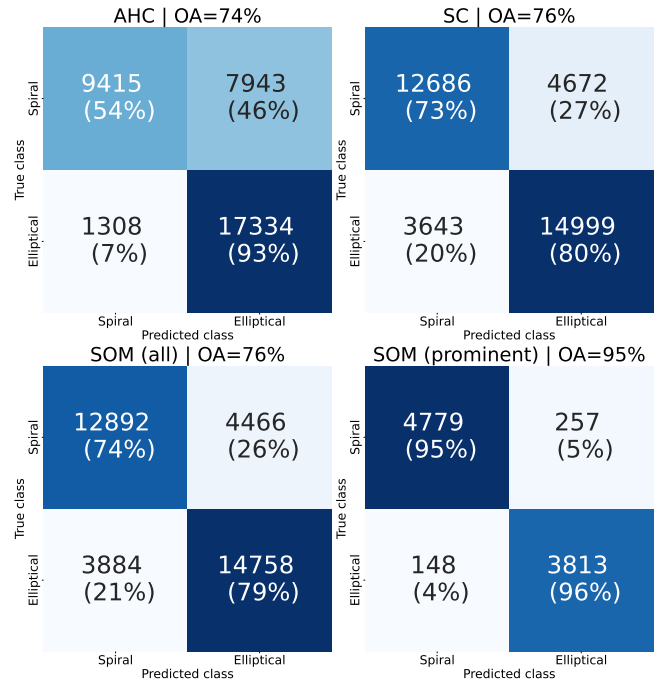 AHC | OA=74%
Spiral
9415
(54%)
7943
(46%)
True class
Elliptical
1308
(7%)
17334
(93%)
Spiral
Elliptical
Predicted class
SC | OA=76%
Spiral
12686
(73%)
4672
(27%)
True class
Elliptical
3643
(20%)
14999
(80%)
Spiral
Elliptical
Predicted class
SOM (all) | OA=76%
Spiral
12892
(74%)
4466
(26%)
True class
Elliptical
3884
(21%)
14758
(79%)
Spiral
Elliptical
Predicted class
SOM (prominent) | OA=95%
Spiral
4779
(95%)
257
(5%)
True class
Elliptical
148
(4%)
3813
(96%)
Spiral
Elliptical
Predicted class